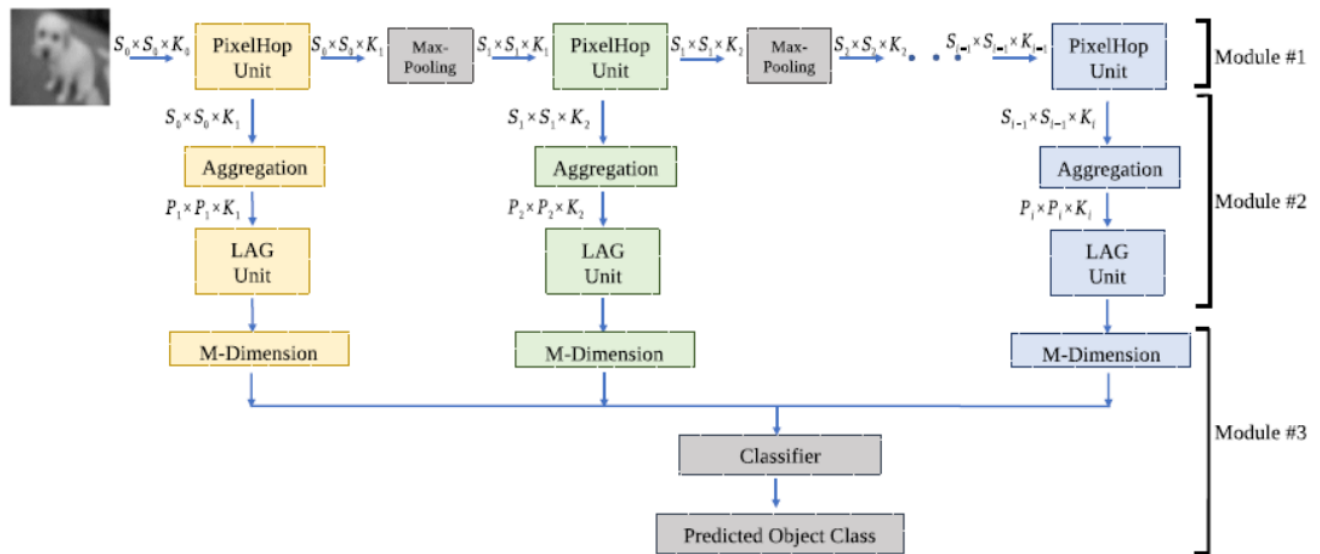 S₀×S₀×K₀
PixelHop
Unit
S₀×S₀×K₁
Max-
Pooling
S₁×S₁×K₁
PixelHop
Unit
S₁×S₁×K₂
Max-
Pooling
S₂×S₂×K₂
• • •
Sᵢ₋₁×Sᵢ₋₁×Kᵢ₋₁
PixelHop
Unit
Module #1
S₀×S₀×K₁
S₁×S₁×K₂
Sᵢ₋₁×Sᵢ₋₁×Kᵢ
Aggregation
Aggregation
Aggregation
Module #2
P₁×P₁×K₁
P₂×P₂×K₂
Pᵢ×Pᵢ×Kᵢ
LAG
Unit
LAG
Unit
LAG
Unit
M-Dimension
M-Dimension
M-Dimension
Module #3
Classifier
Predicted Object Class